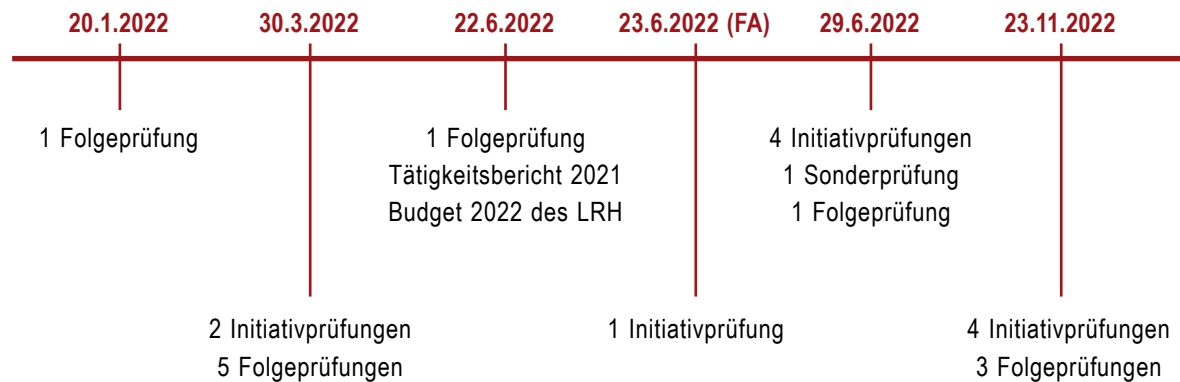 20.1.2022
30.3.2022
22.6.2022
23.6.2022 (FA)
29.6.2022
23.11.2022
1 Folgeprüfung
1 Folgeprüfung
Tätigkeitsbericht 2021
Budget 2022 des LRH
4 Initiativprüfungen
1 Sonderprüfung
1 Folgeprüfung
2 Initiativprüfungen
5 Folgeprüfungen
1 Initiativprüfung
4 Initiativprüfungen
3 Folgeprüfungen